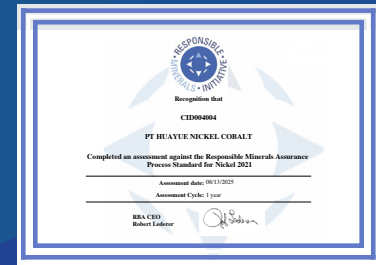 RESPONSIBLE MINERALS • INITIATIVE
Recognition that
CID004004
PT HUAYUE NICKEL COBALT
Completed an assessment against the Responsible Minerals Assurance
Process Standard for Nickel 2021
Assessment date: 08/13/2025
Assessment Cycle: 1 year
RBA CEO
Robert Lederer